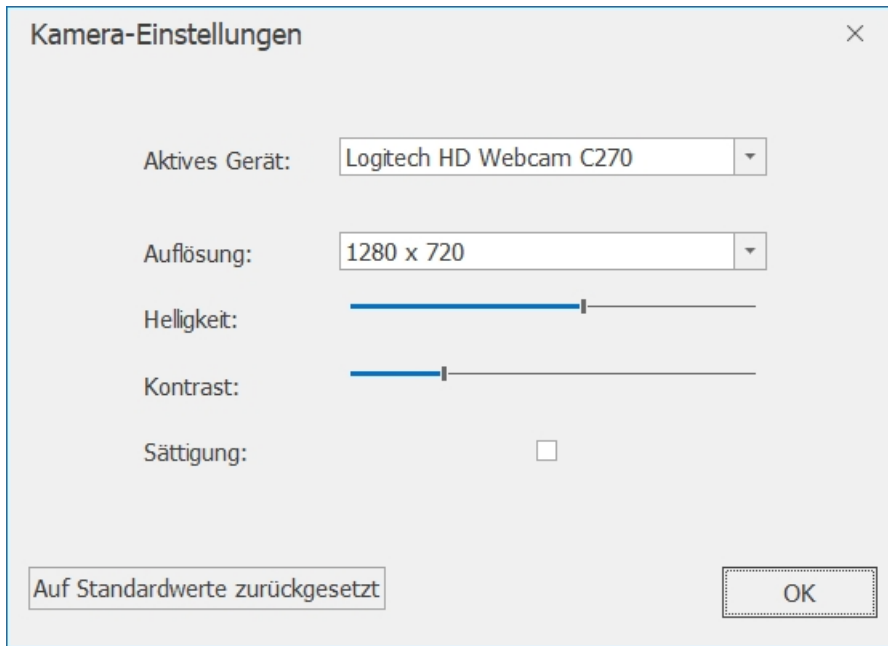 Kamera-Einstellungen
Aktives Gerät: Logitech HD Webcam C270
Auflösung: 1280 x 720
Helligkeit:
Kontrast:
Sättigung:
Auf Standardwerte zurückgesetzt OK